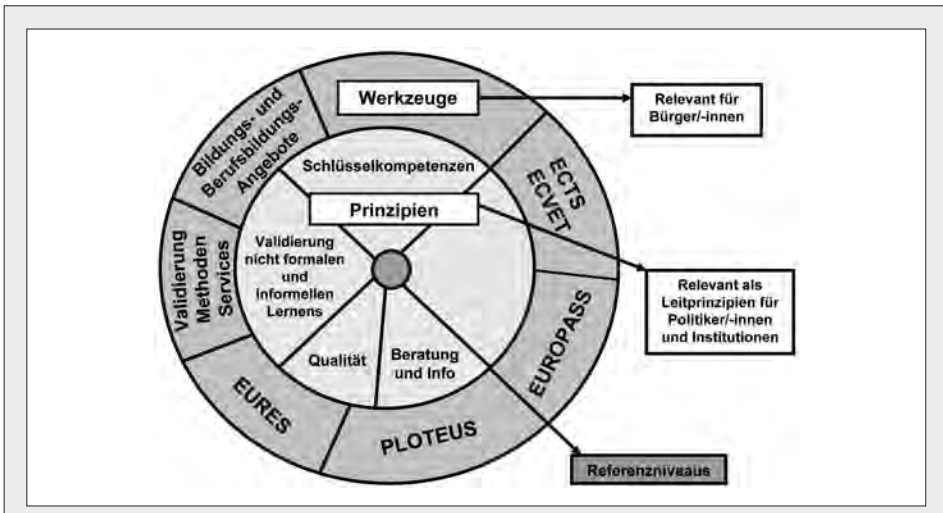 Werkzeuge
Relevant für
Bürger/-innen
Bildungs- und
Berufsbildungs-
Angebote
Schlüsselkompetenzen
ECTS
ECVET
Prinzipien
Validierung
nicht formalen
und
informellen
Lernens
Validierung
Methoden
Services
Relevant als
Leitprinzipien für
Politiker/-innen
und Institutionen
EUROPASS
Qualität
Beratung
und Info
EURES
PLOTEUS
Referenzniveaus